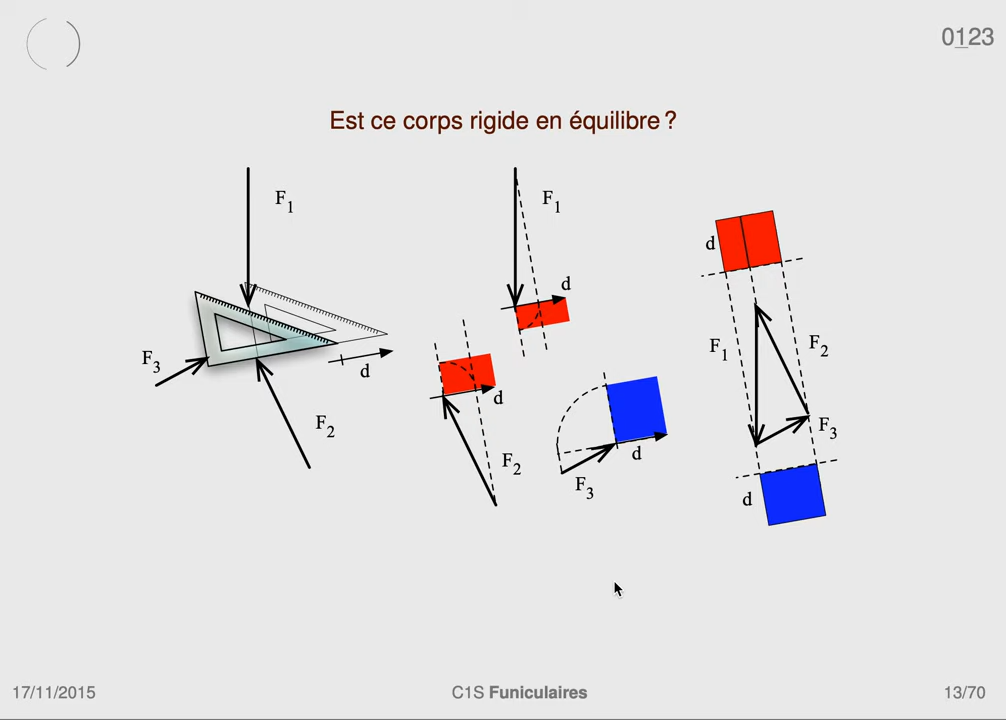 0123
Est ce corps rigide en équilibre ?
F1
F3
d
F2
F1
d
d
F2
d
F3
d
F1
F2
F3
d
17/11/2015
C1S Funiculaires
13/70